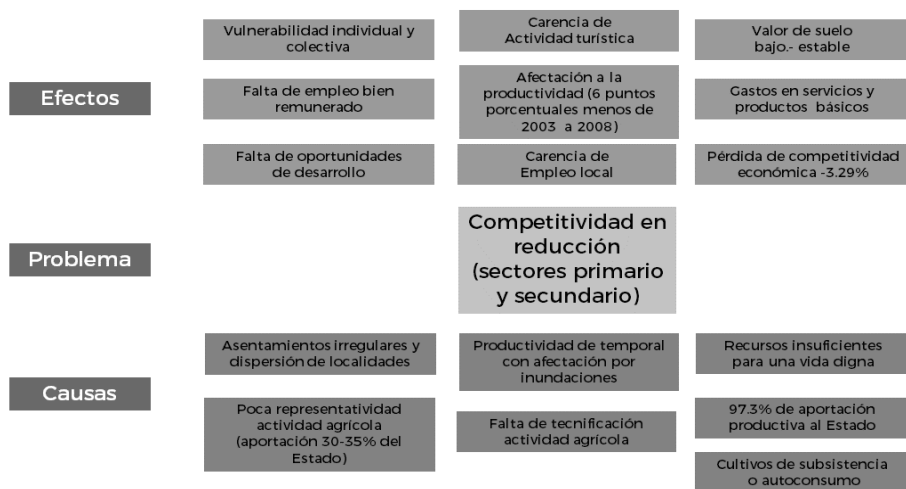 Vulnerabilidad individual y
colectiva
Carencia de
Actividad turística
Valor de suelo
bajo.- estable
Efectos
Falta de empleo bien
remunerado
Afectación a la
productividad (6 puntos
porcentuales menos de
2003 a 2008)
Gastos en servicios y
productos básicos
Falta de oportunidades
de desarrollo
Carencia de
Empleo local
Pérdida de competitividad
económica -3.29%
Problema
Competitividad en
reducción
(sectores primario
y secundario)
Asentamientos irregulares y
dispersión de localidades
Productividad de temporal
con afectación por
inundaciones
Recursos insuficientes
para una vida digna
Causas
Poca representatividad
actividad agrícola
(aportación 30-35% del
Estado)
Falta de tecnificación
actividad agrícola
97.3% de aportación
productiva al Estado
Cultivos de subsistencia
o autoconsumo